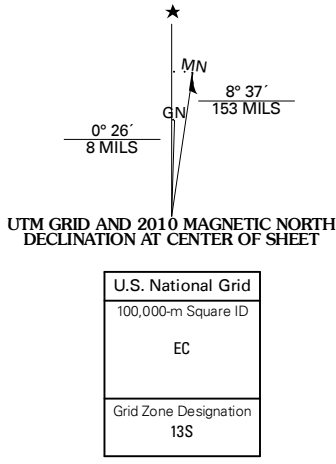 MN
GN
8° 37´
153 MILS
0° 26´
8 MILS
UTM GRID AND 2010 MAGNETIC NORTH
DECLINATION AT CENTER OF SHEET
U.S. National Grid
100,000-m Square ID
EC
Grid Zone Designation
13S